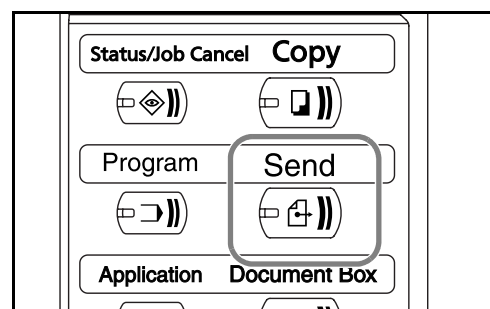 Status/Job Cancel Copy
Program Send
Application Document Box